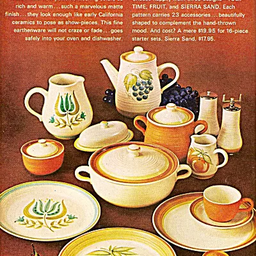 rich and warm...such a marvelous matte
finish...they look enough like early California
ceramics to pose as show-pieces. This fine
earthenware will not craze or fade...goes
safely into your oven and dishwasher.
TIME, FRUIT, and SIERRA SAND. Each
pattern carries 23 accessories...beautifully
shaped to complement the hand-thrown
mood. And cost? A mere $19.95 for 16-piece
starter sets. Sierra Sand, $17.95.